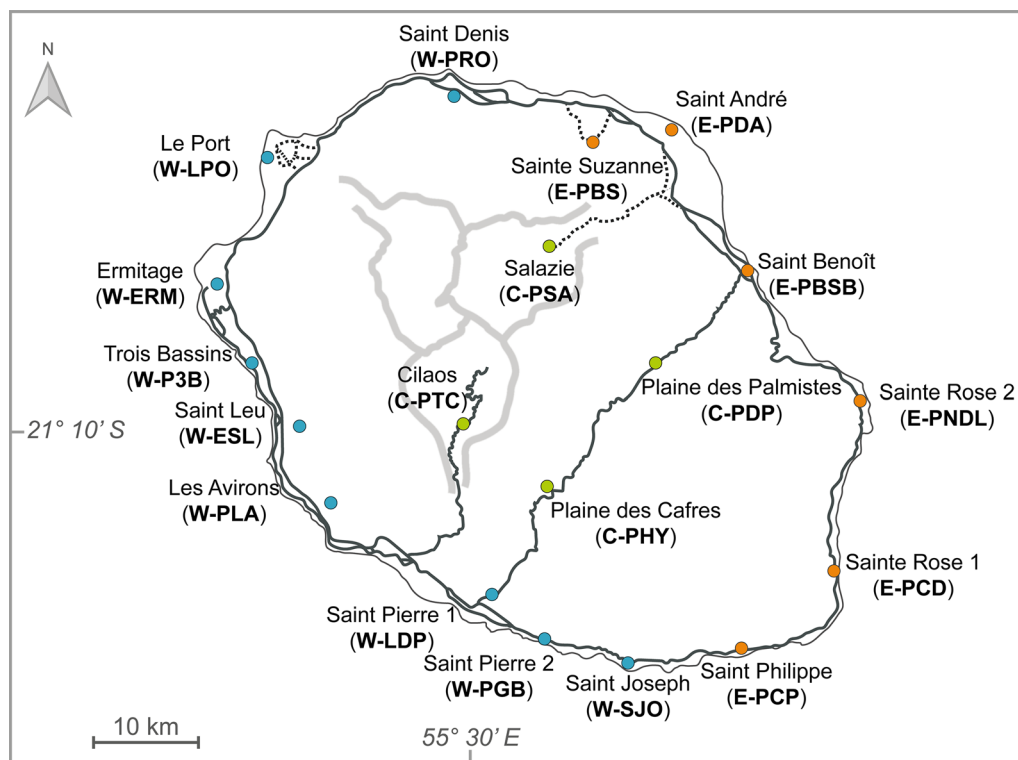 N
Saint Denis
(W-PRO)
Saint André
(E-PDA)
Le Port
(W-LPO)
Sainte Suzanne
(E-PBS)
Ermitage
(W-ERM)
Salazie
(C-PSA)
Saint Benoît
(E-PBSB)
Trois Bassins
(W-P3B)
Cilaos
(C-PTC)
Plaine des Palmistes
(C-PDP)
Sainte Rose 2
(E-PNDL)
Saint Leu
(W-ESL)
21° 10’ S
Les Avirons
(W-PLA)
Plaine des Cafres
(C-PHY)
Sainte Rose 1
(E-PCD)
Saint Pierre 1
(W-LDP)
Saint Pierre 2
(W-PGB)
Saint Joseph
(W-SJO)
Saint Philippe
(E-PCP)
10 km
55° 30’ E